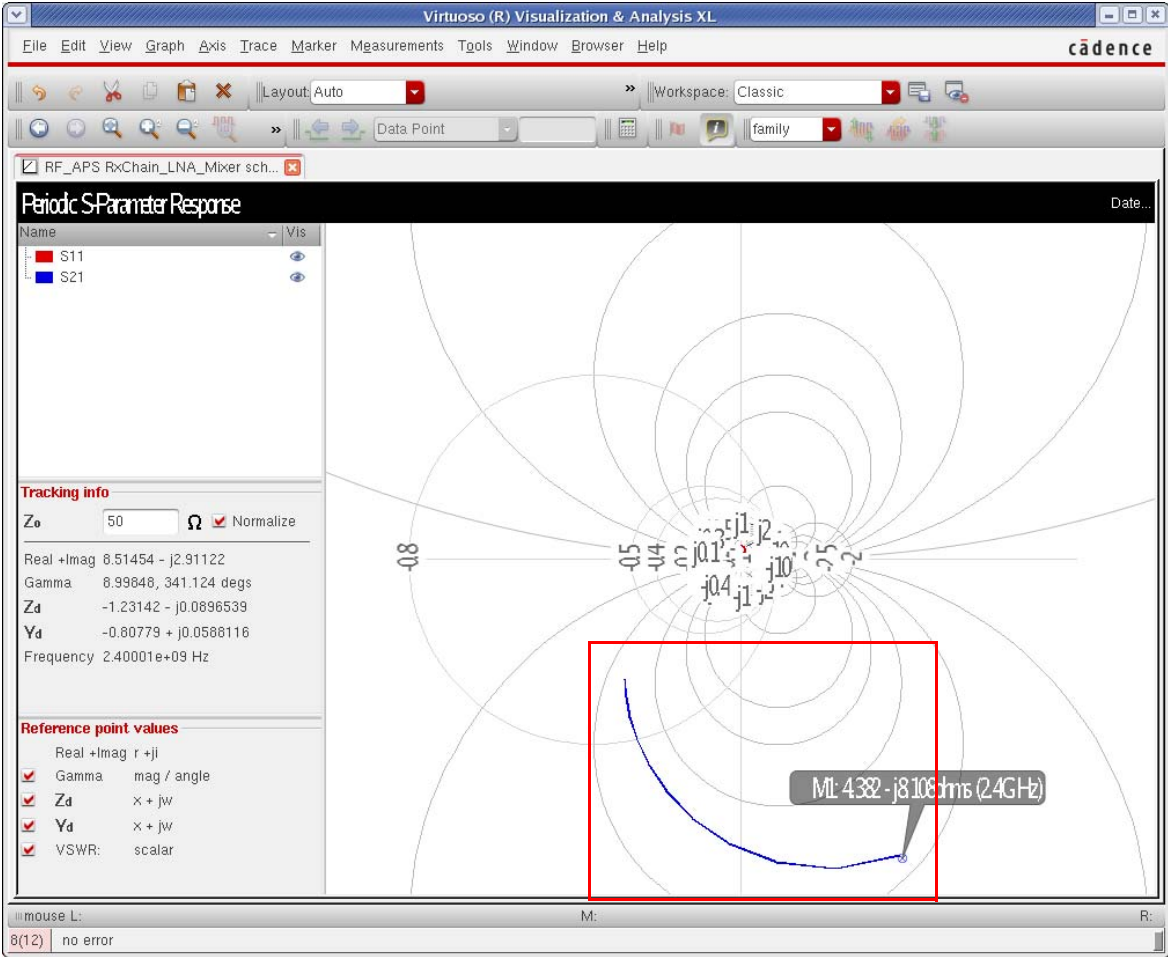 Virtuoso (R) Visualization & Analysis XL
File Edit View Graph Axis Trace Marker Measurements Tools Window Browser Help
cādence
Layout: Auto
» Workspace: Classic
» Data Point
family
RF_APS RxChain_LNA_Mixer sch...
Periodic S-Parameter Response
Date...
Name Vis
S11
S21
Tracking info
Zo 50 Ω Normalize
Real +Imag 8.51454 - j2.91122
Gamma 8.99848, 341.124 degs
Zd -1.23142 - j0.0896539
Yd -0.80779 + j0.0588116
Frequency 2.40001e+09 Hz
Reference point values
Real +Imag r +ji
Gamma mag / angle
Zd x + jw
Yd x + jw
VSWR: scalar
-0.8
-0.5
-0.4
j0.1
j1
j2
-j10
-j0.4
-j1
-2.5
-2
M1: 4.382 - j8.108ohms (2.4GHz)
mouse L: M: R:
8(12) no error